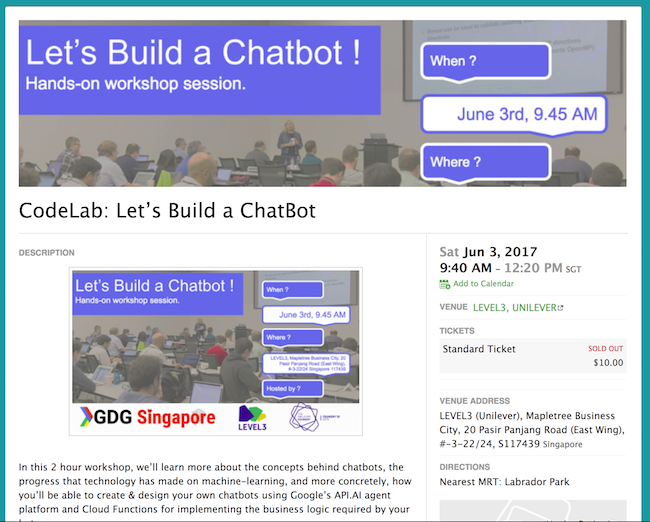 Let's Build a Chatbot !
Hands-on workshop session.
When ?
June 3rd, 9.45 AM
Where ?
CodeLab: Let's Build a ChatBot
DESCRIPTION
Let's Build a Chatbot !
Hands-on workshop session.
When ?
June 3rd, 9.45 AM
Where ?
LEVEL3, Mapletree Business City, 20
Pasir Panjang Road (East Wing),
#-3-22/24 Singapore 117439
Hosted by ?
GDG Singapore
LEVEL3
In this 2 hour workshop, we'll learn more about the concepts behind chatbots, the
progress that technology has made on machine-learning, and more concretely, how
you'll be able to create & design your own chatbots using Google's API.AI agent
platform and Cloud Functions for implementing the business logic required by your
Sat Jun 3, 2017
9:40 AM - 12:20 PM SGT
Add to Calendar
VENUE LEVEL3, UNILEVER
TICKETS
Standard Ticket SOLD OUT
$10.00
VENUE ADDRESS
LEVEL3 (Unilever), Mapletree Business
City, 20 Pasir Panjang Road (East Wing),
#-3-22/24, S117439 Singapore
DIRECTIONS
Nearest MRT: Labrador Park